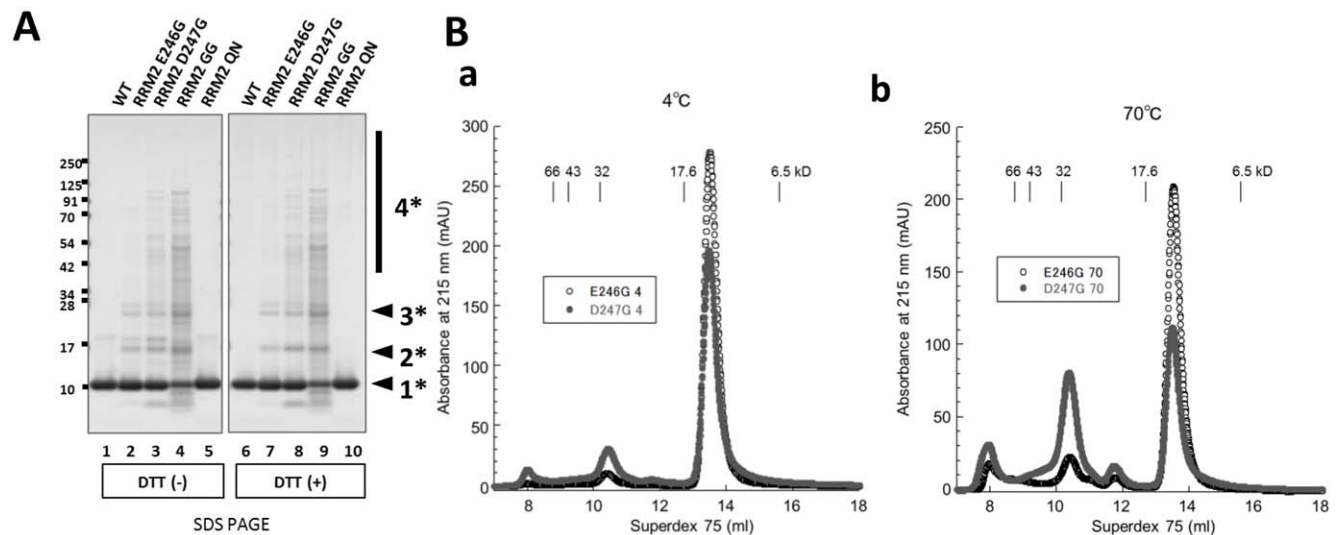 A
WT
RRM2 E246G
RRM2 D247G
RRM2 GG
RRM2 QN
WT
RRM2 E246G
RRM2 D247G
RRM2 GG
RRM2 QN
250
125
91
70
54
42
34
28
17
10
4*
3*
2*
1*
1 2 3 4 5 6 7 8 9 10
DTT (-) DTT (+)
SDS PAGE
B
a
4°C
300
250
200
150
100
50
0
66 43 32 17.6 6.5 kD
E246G 4
D247G 4
Absorbance at 215 nm (mAU)
8 10 12 14 16 18
Superdex 75 (ml)
b
70°C
250
200
150
100
50
0
66 43 32 17.6 6.5 kD
E246G 70
D247G 70
Absorbance at 215 nm (mAU)
8 10 12 14 16 18
Superdex 75 (ml)